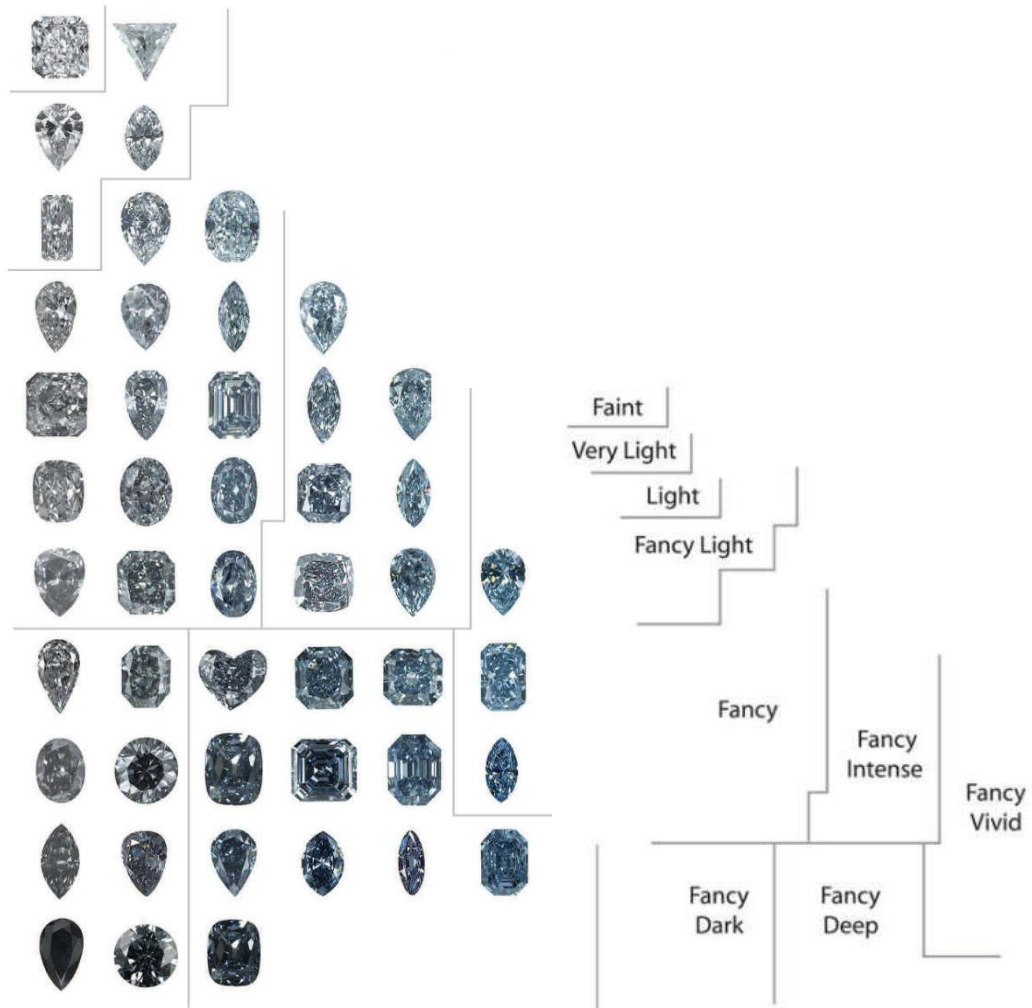 Faint
Very Light
Light
Fancy Light
Fancy
Fancy
Intense
Fancy
Vivid
Fancy
Dark
Fancy
Deep